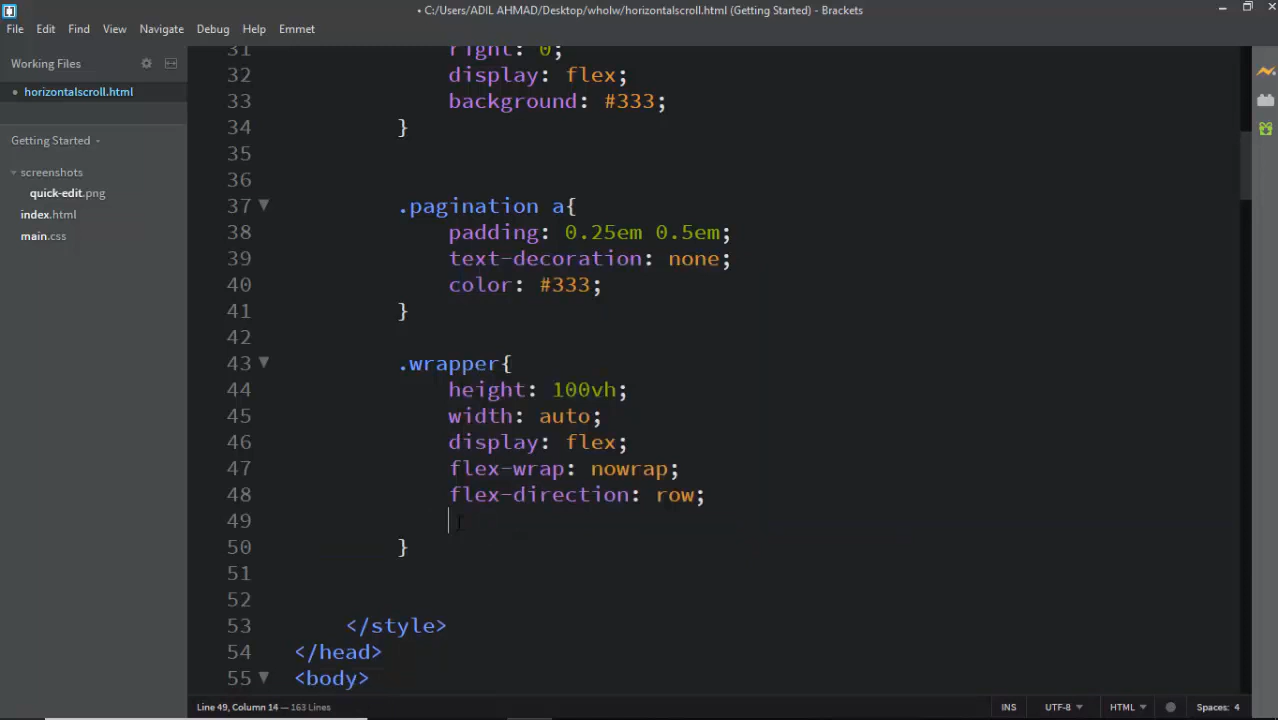 • C:/Users/ADIL AHMAD/Desktop/wholw/horizontalscroll.html (Getting Started) - Brackets
File Edit Find View Navigate Debug Help Emmet
Working Files
• horizontalscroll.html
Getting Started
screenshots
quick-edit.png
index.html
main.css
31 right: 0;
32 display: flex;
33 background: #333;
34 }
35
36
37 .pagination a{
38 padding: 0.25em 0.5em;
39 text-decoration: none;
40 color: #333;
41 }
42
43 .wrapper{
44 height: 100vh;
45 width: auto;
46 display: flex;
47 flex-wrap: nowrap;
48 flex-direction: row;
49
50 }
51
52
53 </style>
54 </head>
55 <body>
Line 49, Column 14 — 163 Lines
INS UTF-8 HTML Spaces: 4